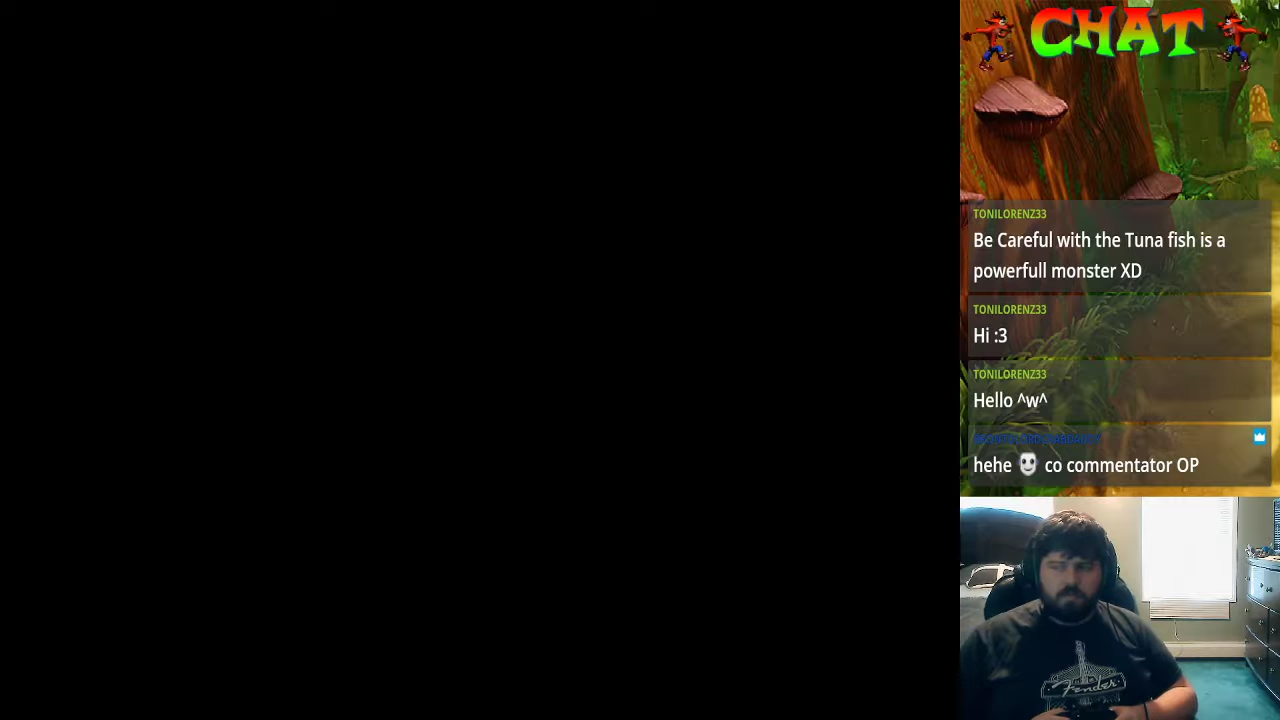 CHAT
TONILORENZ33
Be Careful with the Tuna fish is a
powerfull monster XD
TONILORENZ33
Hi :3
TONILORENZ33
Hello ^w^
hehe co commentator OP
Fender